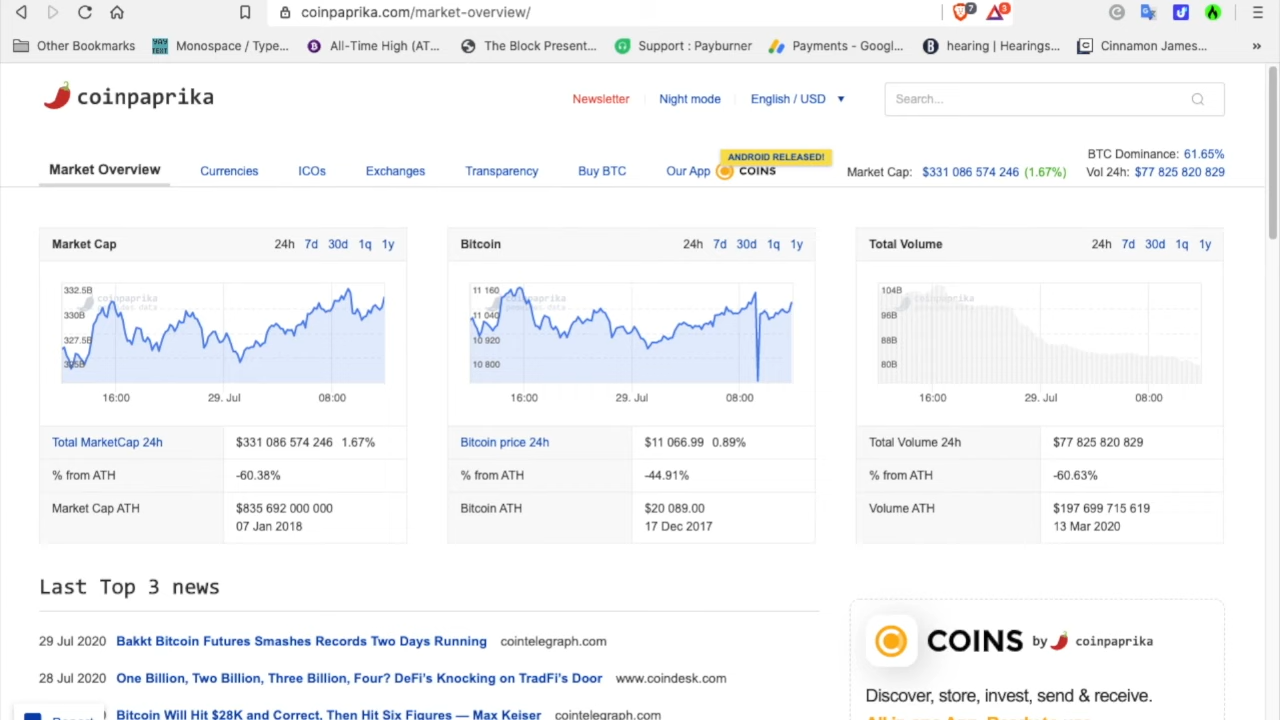 coinpaprika.com/market-overview/
7
3
Other Bookmarks
Monospace / Type...
All-Time High (AT...
The Block Present...
Support : Payburner
Payments - Googl...
hearing | Hearings...
Cinnamon James...
»
coinpaprika
Newsletter
Night mode
English / USD
Search...
Market Overview
Currencies
ICOs
Exchanges
Transparency
Buy BTC
Our App
ANDROID RELEASED!
COINS
BTC Dominance: 61.65%
Market Cap: $331 086 574 246 (1.67%)
Vol 24h: $77 825 820 829
Market Cap
24h 7d 30d 1q 1y
332.5B
330B
327.5B
325B
coinpaprika
16:00
29. Jul
08:00
Total MarketCap 24h
$331 086 574 246 1.67%
% from ATH
-60.38%
Market Cap ATH
$835 692 000 000
07 Jan 2018
Bitcoin
24h 7d 30d 1q 1y
11 160
11 040
10 920
10 800
coinpaprika
16:00
29. Jul
08:00
Bitcoin price 24h
$11 066.99 0.89%
% from ATH
-44.91%
Bitcoin ATH
$20 089.00
17 Dec 2017
Total Volume
24h 7d 30d 1q 1y
104B
96B
88B
80B
coinpaprika
16:00
29. Jul
08:00
Total Volume 24h
$77 825 820 829
% from ATH
-60.63%
Volume ATH
$197 699 715 619
13 Mar 2020
Last Top 3 news
29 Jul 2020 Bakkt Bitcoin Futures Smashes Records Two Days Running cointelegraph.com
28 Jul 2020 One Billion, Two Billion, Three Billion, Four? DeFi's Knocking on TradFi's Door www.coindesk.com
Bitcoin Will Hit $28K and Correct, Then Hit Six Figures — Max Keiser cointelegraph.com
COINS by coinpaprika
Discover, store, invest, send & receive.